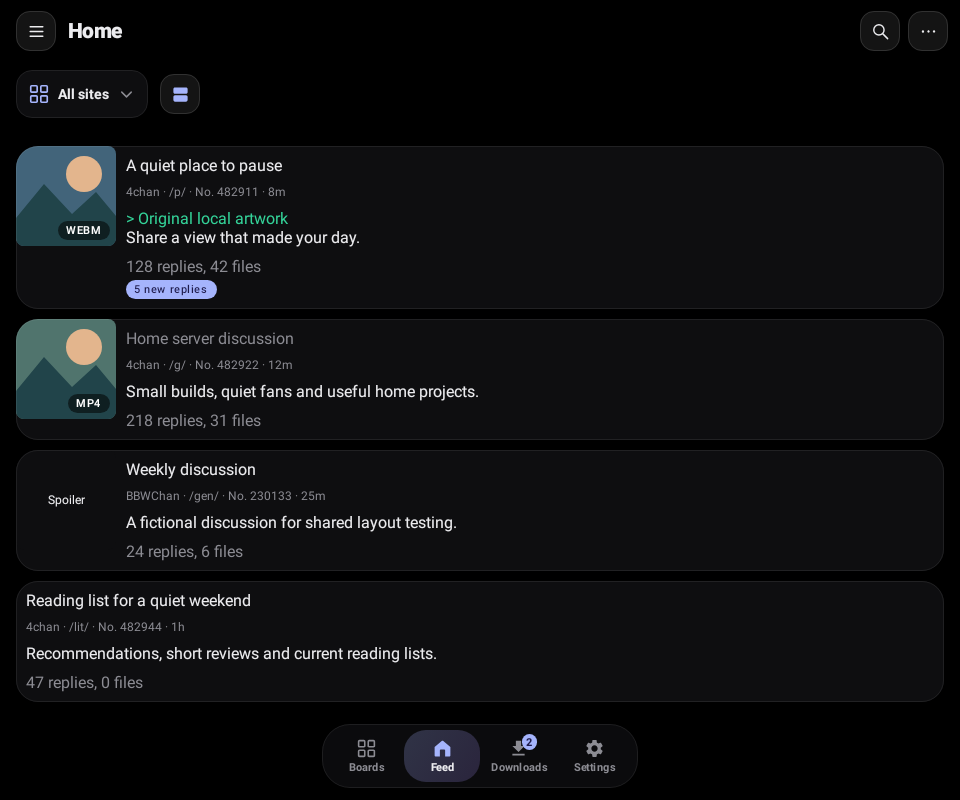 Home
All sites
A quiet place to pause
4chan · /p/ · No. 482911 · 8m
> Original local artwork
Share a view that made your day.
128 replies, 42 files
5 new replies
WEBM
Home server discussion
4chan · /g/ · No. 482922 · 12m
Small builds, quiet fans and useful home projects.
218 replies, 31 files
MP4
Weekly discussion
BBWChan · /gen/ · No. 230133 · 25m
Spoiler
A fictional discussion for shared layout testing.
24 replies, 6 files
Reading list for a quiet weekend
4chan · /lit/ · No. 482944 · 1h
Recommendations, short reviews and current reading lists.
47 replies, 0 files
2
Boards
Feed
Downloads
Settings